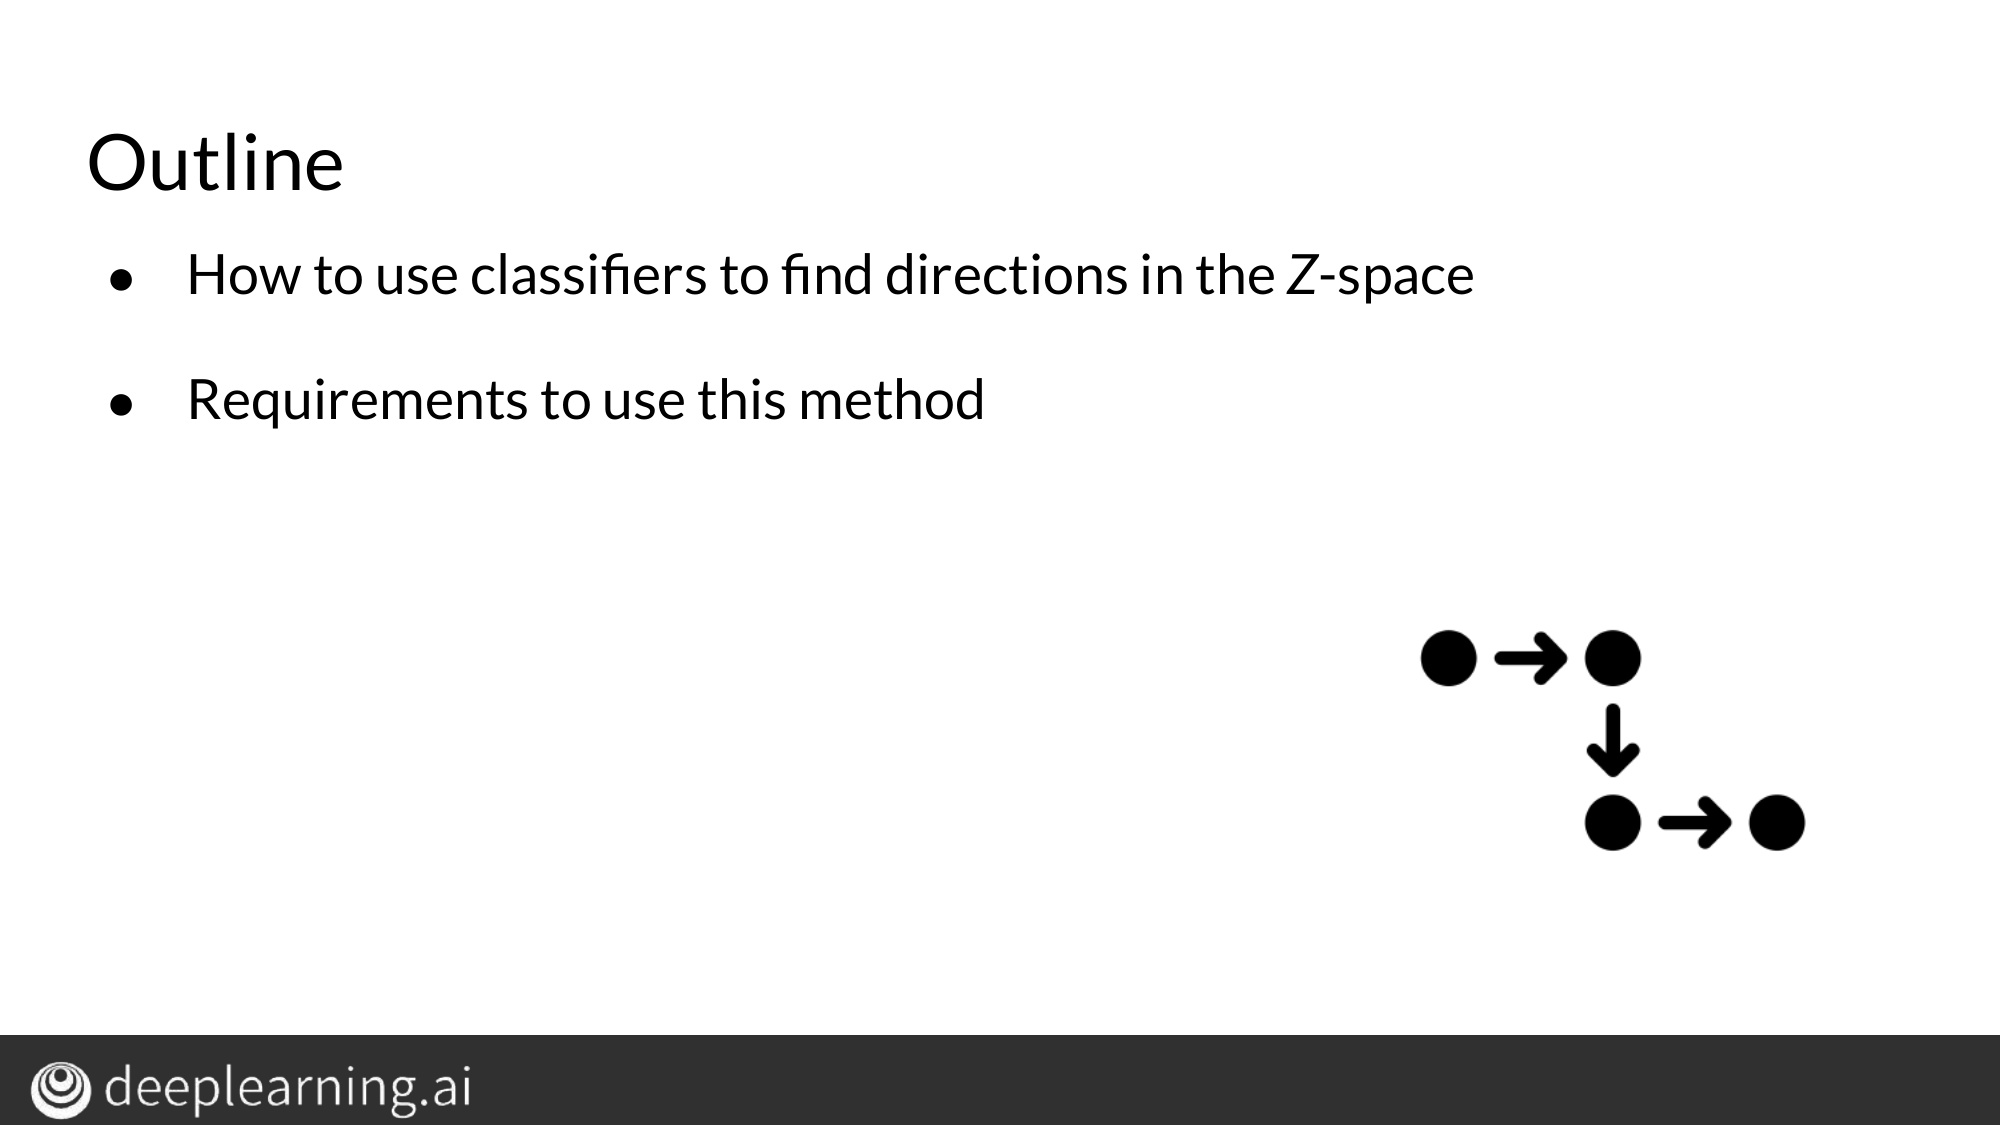 Outline
● How to use classifiers to find directions in the Z-space
● Requirements to use this method
deeplearning.ai